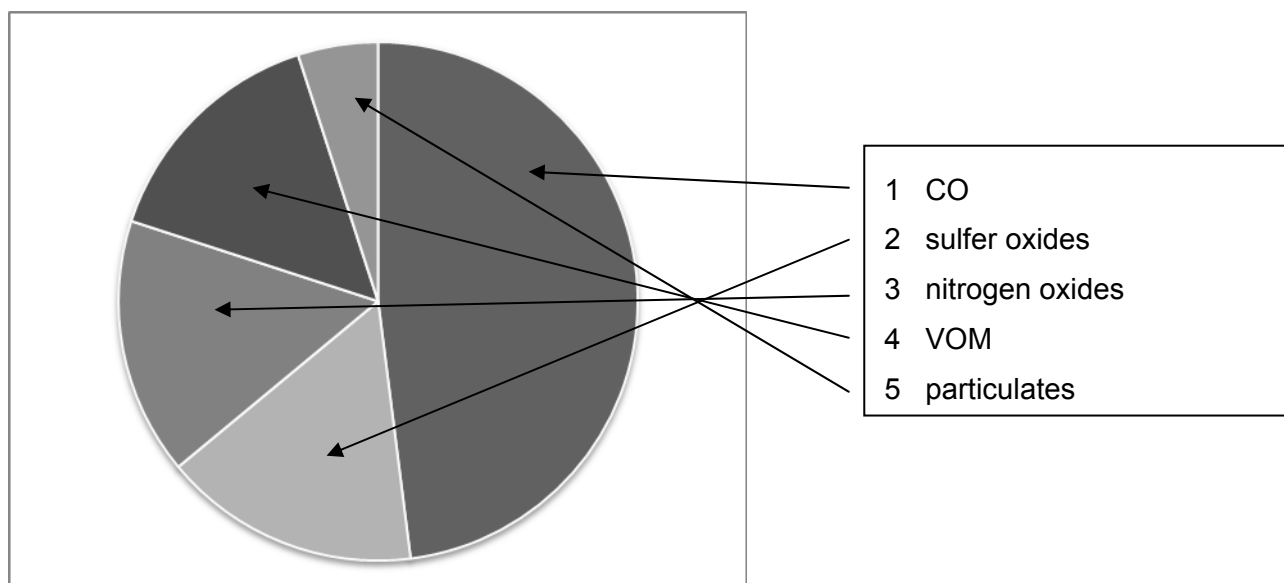 1 CO
2 sulfer oxides
3 nitrogen oxides
4 VOM
5 particulates